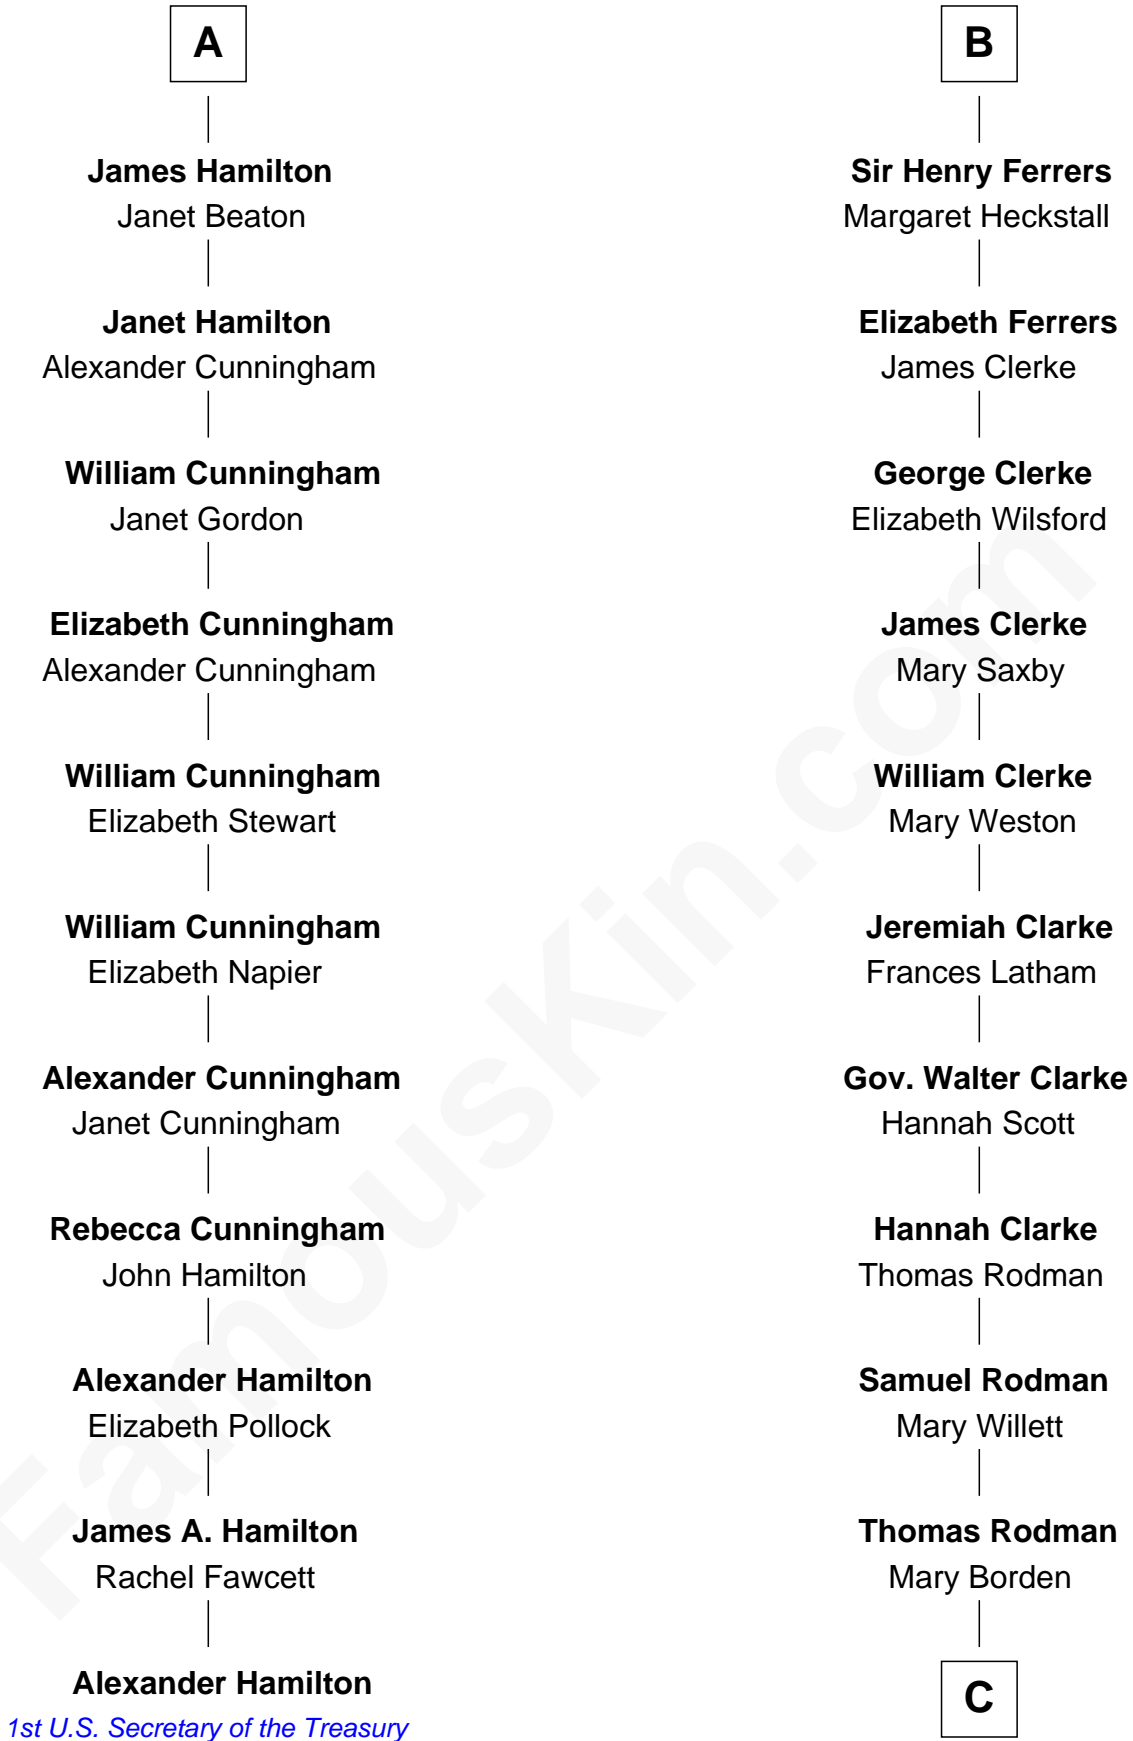 A
James Hamilton
Janet Beaton
Janet Hamilton
Alexander Cunningham
William Cunningham
Janet Gordon
Elizabeth Cunningham
Alexander Cunningham
William Cunningham
Elizabeth Stewart
William Cunningham
Elizabeth Napier
Alexander Cunningham
Janet Cunningham
Rebecca Cunningham
John Hamilton
Alexander Hamilton
Elizabeth Pollock
James A. Hamilton
Rachel Fawcett
Alexander Hamilton
1st U.S. Secretary of the Treasury
B
Sir Henry Ferrers
Margaret Heckstall
Elizabeth Ferrers
James Clerke
George Clerke
Elizabeth Wilsford
James Clerke
Mary Saxby
William Clerke
Mary Weston
Jeremiah Clarke
Frances Latham
Gov. Walter Clarke
Hannah Scott
Hannah Clarke
Thomas Rodman
Samuel Rodman
Mary Willett
Thomas Rodman
Mary Borden
C
FamousKin.com